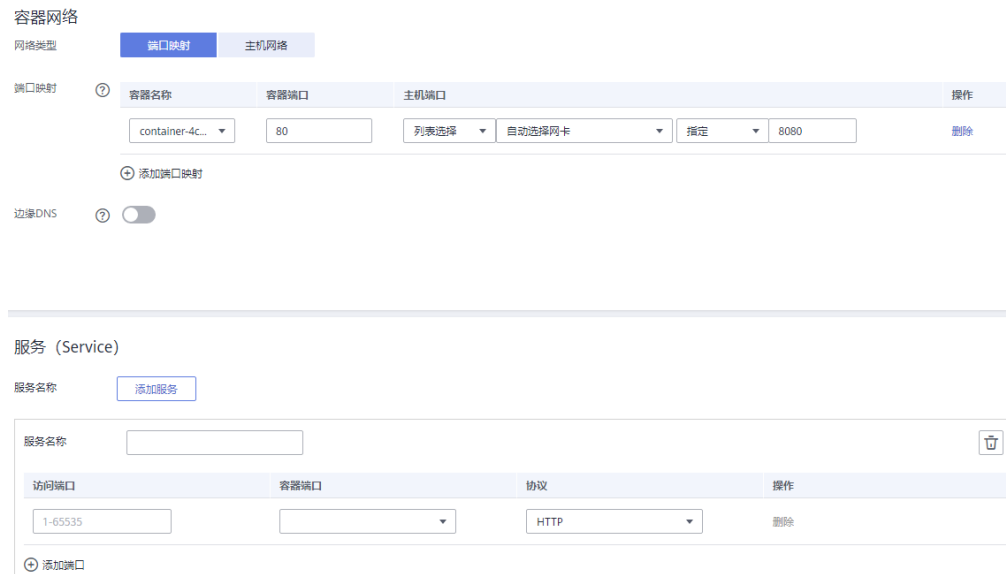 容器网络
网络类型 端口映射 主机网络
端口映射 ? 容器名称 容器端口 主机端口 操作
container-4c... 80 列表选择 自动选择网卡 指定 8080 删除
添加端口映射
边缘DNS ?
服务（Service）
服务名称 添加服务
服务名称
访问端口 容器端口 协议 操作
1-65535 HTTP 删除
添加端口